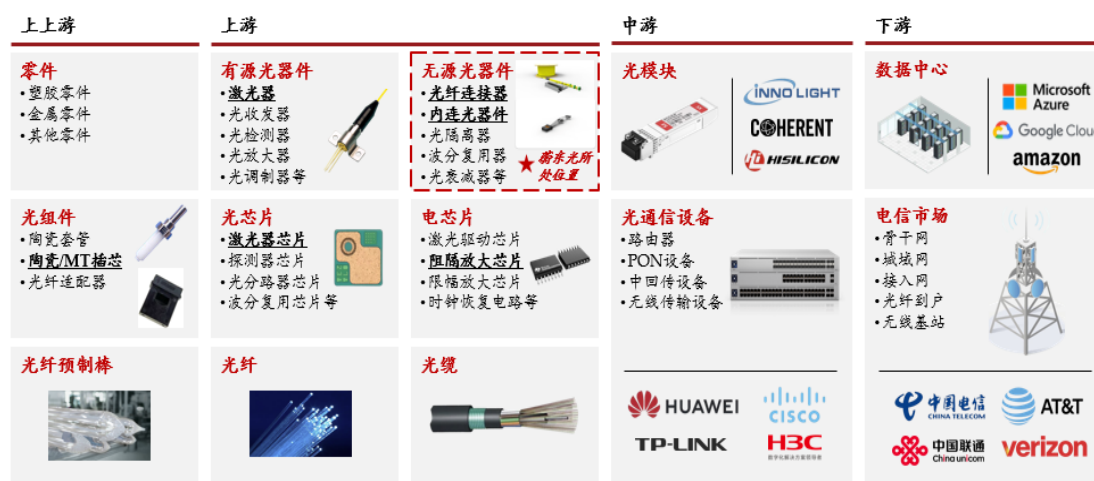 上上游
零件
•塑胶零件
•金属零件
•其他零件
光组件
•陶瓷套管
•陶瓷/MT插芯
•光纤适配器
光纤预制棒
上游
有源光器件
•激光器
•光收发器
•光检测器
•光放大器
•光调制器等
无源光器件
•光纤连接器
•内连光器件
•光隔离器
•波分复用器
•光衰减器等
★
光所
处位置
光芯片
•激光器芯片
•探测器芯片
•光分路器芯片
•波分复用芯片等
电芯片
•激光驱动芯片
•阻隔放大芯片
•限幅放大芯片
•时钟恢复电路等
光纤
光缆
中游
光模块
INNOLIGHT
COHERENT
HISILICON
光通信设备
•路由器
•PON设备
•中回传设备
•无线传输设备
HUAWEI
CISCO
TP-LINK
H3C
数字化解决方案领导者
下游
数据中心
Microsoft
Azure
Google Clou
amazon
电信市场
•骨干网
•城域网
•接入网
•光纤到户
•无线基站
中国电信
CHINA TELECOM
AT&T
中国联通
China unicom
verizon